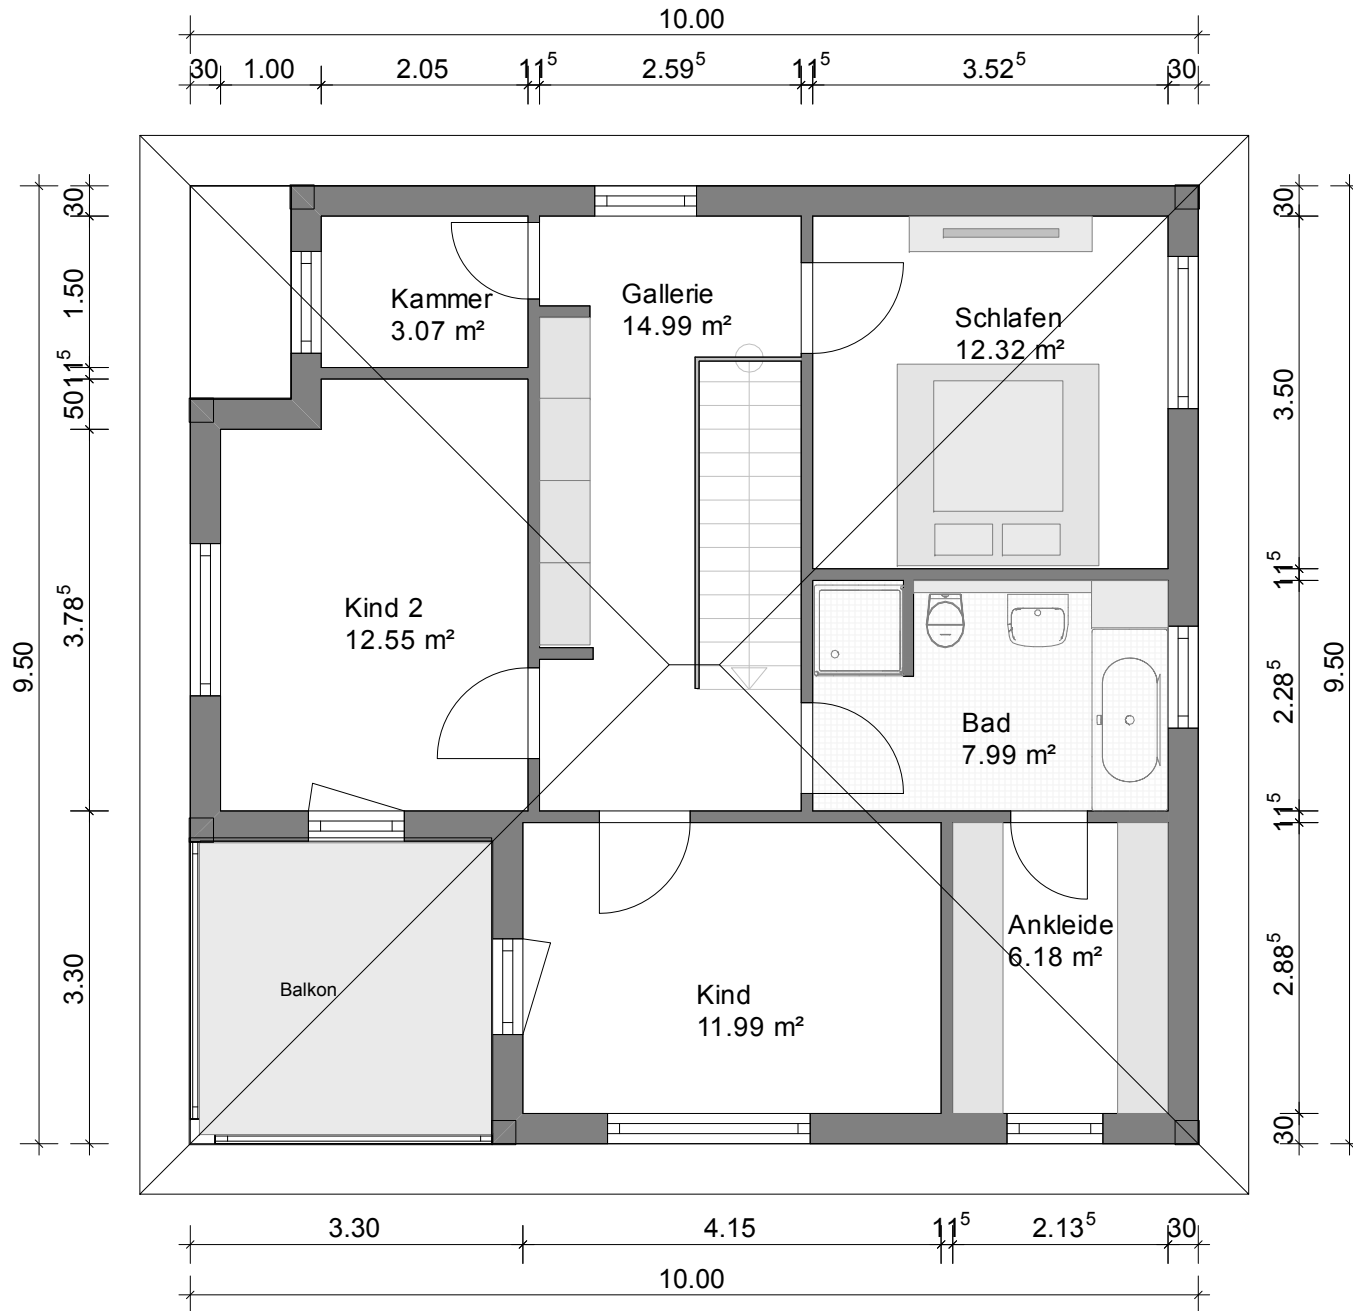 10.00
30 1.00 2.05 11⁵ 2.59⁵ 11⁵ 3.52⁵ 30
9.50
30
1.50
11⁵
50
3.78⁵
3.30
Kammer
3.07 m²
Gallerie
14.99 m²
Schlafen
12.32 m²
Kind 2
12.55 m²
Bad
7.99 m²
Ankleide
6.18 m²
Kind
11.99 m²
Balkon
30
3.50
11⁵
2.28⁵
11⁵
2.88⁵
30
9.50
3.30 4.15 11⁵ 2.13⁵ 30
10.00